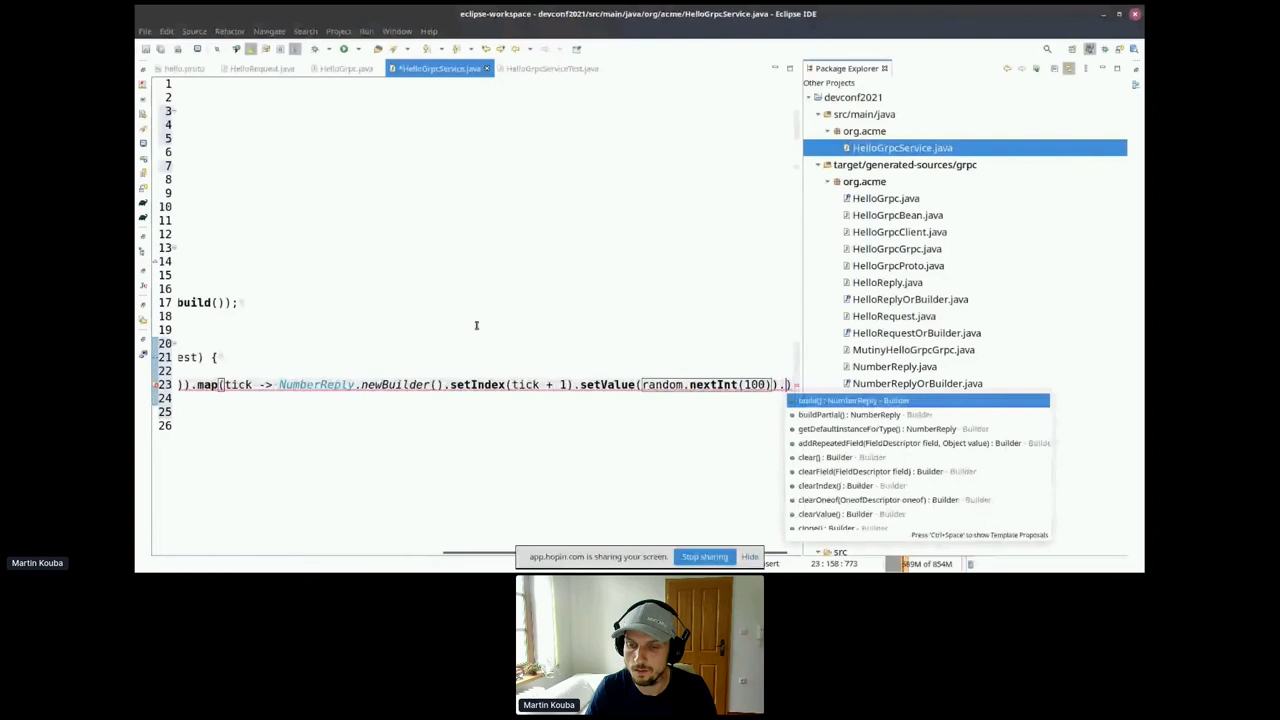 eclipse-workspace - devconf2021/src/main/java/org/acme/HelloGrpcService.java - Eclipse IDE
File Edit Source Refactor Navigate Search Project Run Window Help
hello.proto HelloRequest.java HelloGrpc.java *HelloGrpcService.java HelloGrpcServiceTest.java
Package Explorer
Other Projects
devconf2021
src/main/java
org.acme
HelloGrpcService.java
target/generated-sources/grpc
org.acme
HelloGrpc.java
HelloGrpcBean.java
HelloGrpcClient.java
HelloGrpcGrpc.java
HelloGrpcProto.java
HelloReply.java
HelloReplyOrBuilder.java
HelloRequest.java
HelloRequestOrBuilder.java
MutinyHelloGrpcGrpc.java
NumberReply.java
NumberReplyOrBuilder.java
src
1
2
3
4
5
6
7
8
9
10
11
12
13
14
15
16
17 build());
18
19
20
21 est) {
22
23 )).map(tick -> NumberReply.newBuilder().setIndex(tick + 1).setValue(random.nextInt(100)).)
24
25
26
build() : NumberReply - Builder
buildPartial() : NumberReply - Builder
getDefaultInstanceForType() : NumberReply - Builder
addRepeatedField(FieldDescriptor field, Object value) : Builder - Builde
clear() : Builder - Builder
clearField(FieldDescriptor field) : Builder - Builder
clearIndex() : Builder - Builder
clearOneof(OneofDescriptor oneof) : Builder - Builder
clearValue() : Builder - Builder
clone() : Builder - Builder
Press 'Ctrl+Space' to show Template Proposals
app.hopin.com is sharing your screen. Stop sharing Hide
sert 23 : 158 : 773 of 854M
Martin Kouba
Martin Kouba